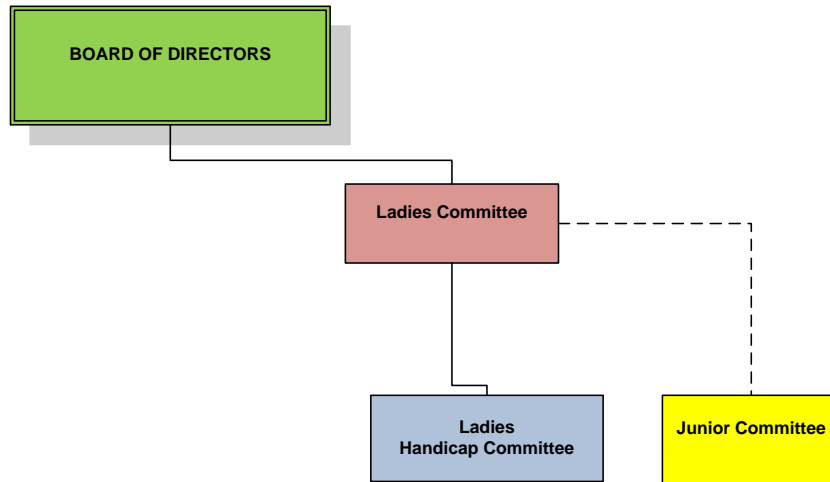 BOARD OF DIRECTORS
Ladies Committee
Ladies
Handicap Committee
Junior Committee